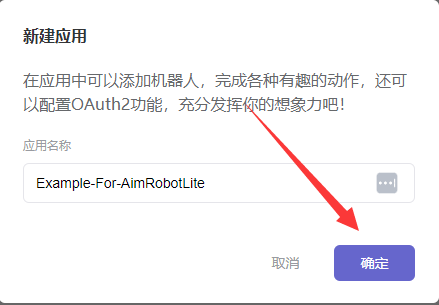 新建应用
在应用中可以添加机器人，完成各种有趣的动作，还可
以配置OAuth2功能，充分发挥你的想象力吧！
应用名称
Example-For-AimRobotLite
取消
确定